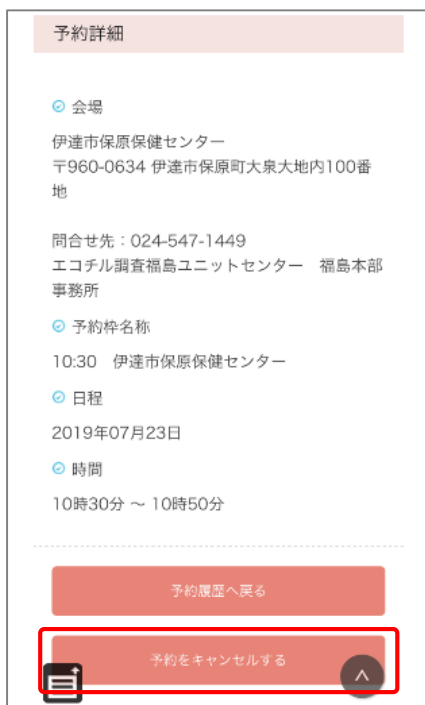 予約詳細
会場
伊達市保原保健センター
〒960-0634 伊達市保原町大泉大地内100番
地
問合せ先：024-547-1449
エコチル調査福島ユニットセンター　福島本部
事務所
予約枠名称
10:30　伊達市保原保健センター
日程
2019年07月23日
時間
10時30分 ～ 10時50分
予約履歴へ戻る
予約をキャンセルする